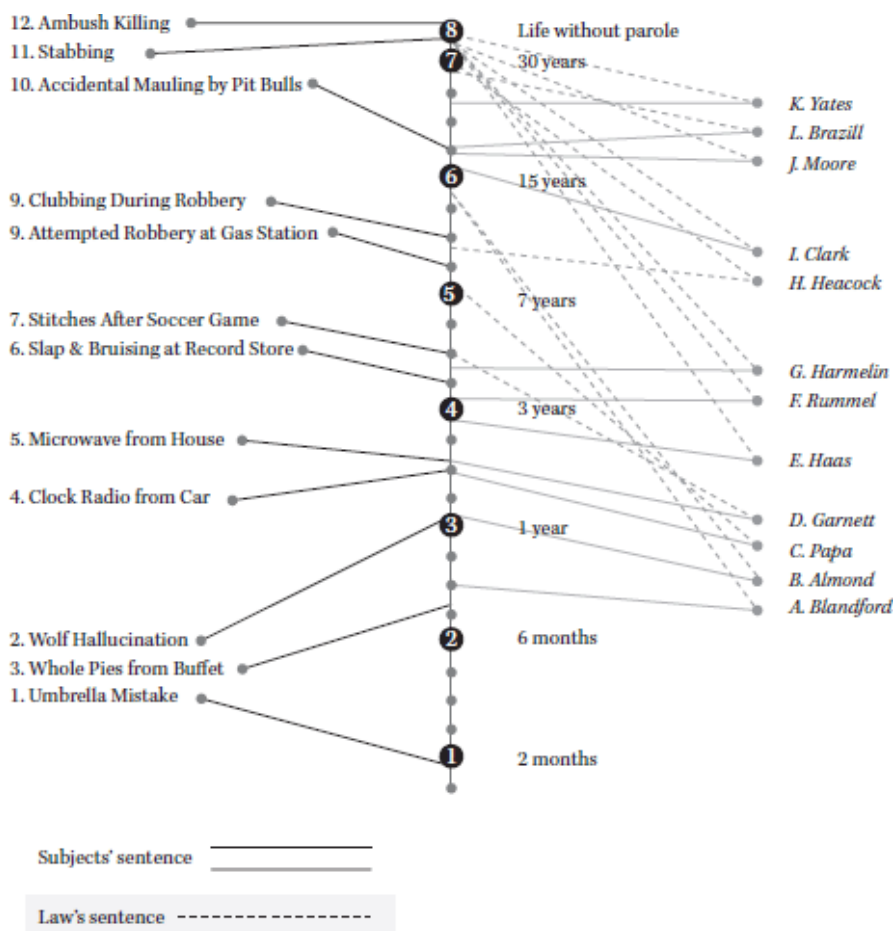 12. Ambush Killing
11. Stabbing
10. Accidental Mauling by Pit Bulls
9. Clubbing During Robbery
9. Attempted Robbery at Gas Station
7. Stitches After Soccer Game
6. Slap & Bruising at Record Store
5. Microwave from House
4. Clock Radio from Car
2. Wolf Hallucination
3. Whole Pies from Buffet
1. Umbrella Mistake
8 Life without parole
7 30 years
6 15 years
5 7 years
4 3 years
3 1 year
2 6 months
1 2 months
K. Yates
L. Brazill
J. Moore
I. Clark
H. Heacock
G. Harmelin
F. Rummel
E. Haas
D. Garnett
C. Papa
B. Almond
A. Blandford
Subjects' sentence
Law's sentence